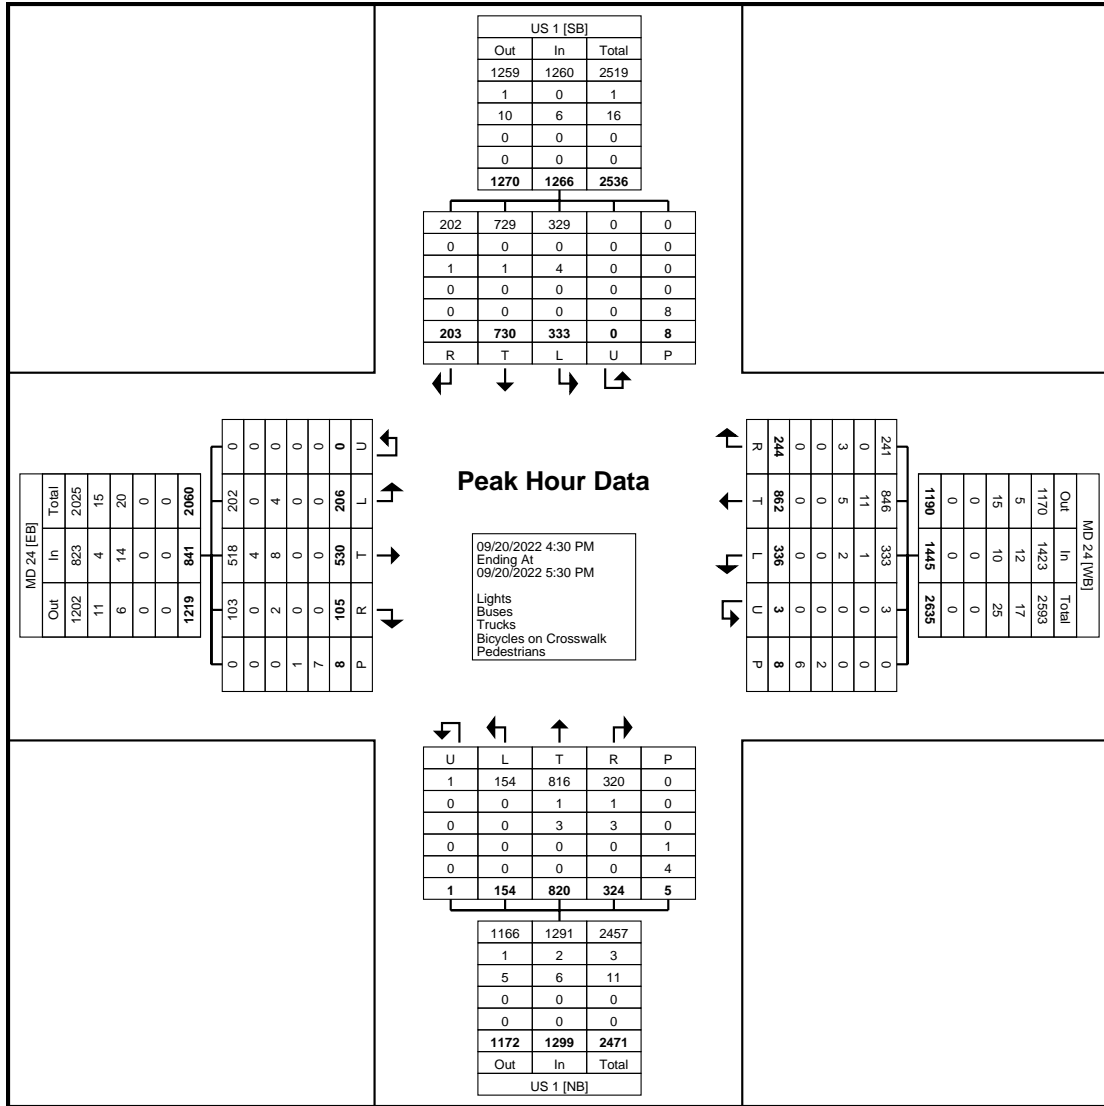 US 1 [SB]
Out In Total
1259 1260 2519
1 0 1
10 6 16
0 0 0
0 0 0
1270 1266 2536
202 729 329 0 0
0 0 0 0 0
1 1 4 0 0
0 0 0 0 0
0 0 0 0 8
203 730 333 0 8
R T L U P
MD 24 [EB]
Out In Total
1202 823 2025
11 4 15
6 14 20
0 0 0
0 0 0
1219 841 2060
0 103 518 202 0
0 0 4 0 0
0 2 8 4 0
1 0 0 0 0
7 0 0 0 0
8 105 530 206 0
P R T L U
Peak Hour Data
09/20/2022 4:30 PM
Ending At
09/20/2022 5:30 PM
Lights
Buses
Trucks
Bicycles on Crosswalk
Pedestrians
MD 24 [WB]
Out In Total
1170 1423 2593
5 12 17
15 10 25
0 0 0
0 0 0
1190 1445 2635
241 846 333 3 0
0 11 1 0 0
3 5 2 0 0
0 0 0 0 2
0 0 0 0 6
244 862 336 3 8
R T L U P
U L T R P
1 154 816 320 0
0 0 1 1 0
0 0 3 3 0
0 0 0 0 1
0 0 0 0 4
1 154 820 324 5
1166 1291 2457
1 2 3
5 6 11
0 0 0
0 0 0
1172 1299 2471
Out In Total
US 1 [NB]